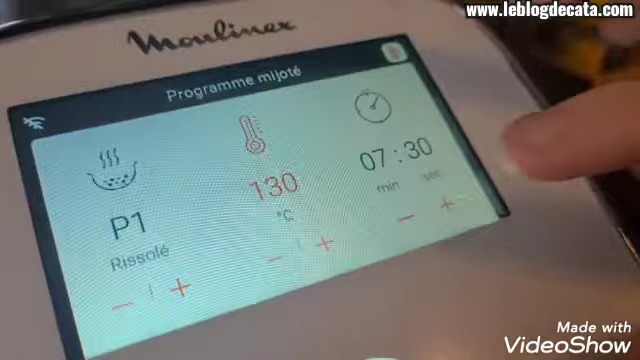 www.leblogdecata.com
Moulinex
Programme mijoté
P1
Rissolé
130
°C
07 : 30
min sec
− +
− +
− +
Made with
VideoShow